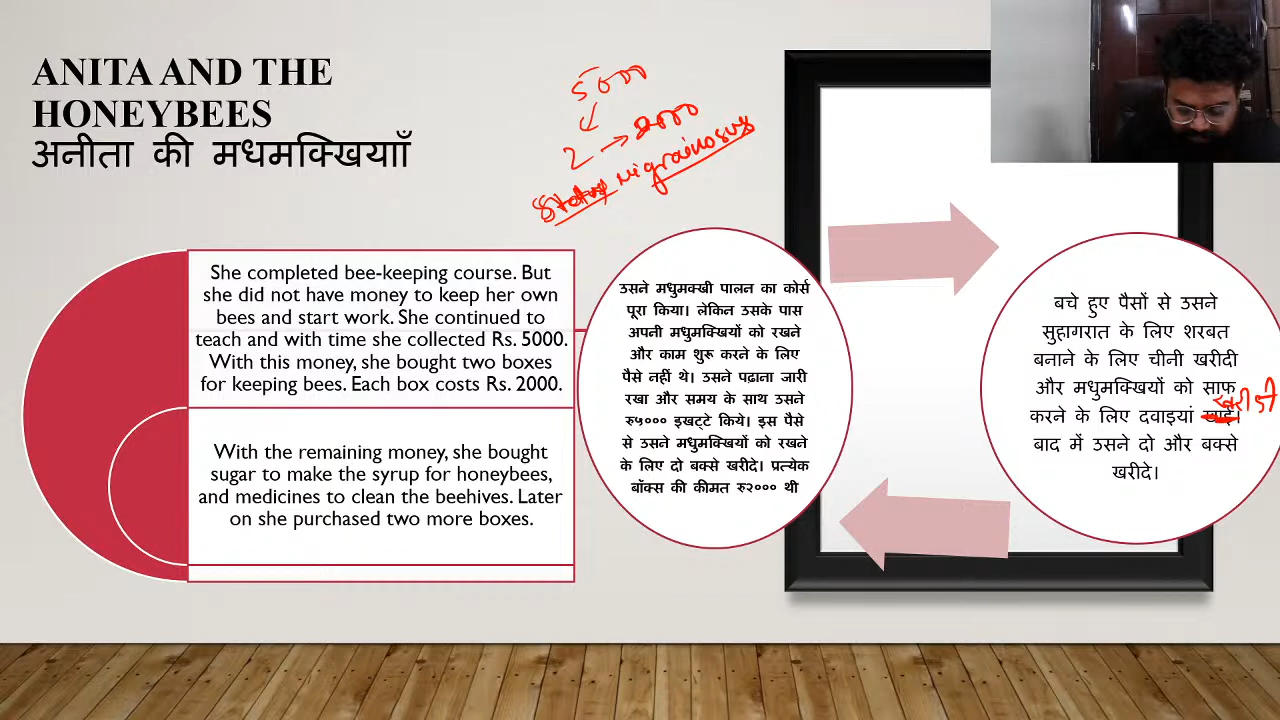 ANITA AND THE
HONEYBEES
अनीता की मधमक्खियााँ
5000
2 → 2000
Status Migrainosus
She completed bee-keeping course. But
she did not have money to keep her own
bees and start work. She continued to
teach and with time she collected Rs. 5000.
With this money, she bought two boxes
for keeping bees. Each box costs Rs. 2000.
With the remaining money, she bought
sugar to make the syrup for honeybees,
and medicines to clean the beehives. Later
on she purchased two more boxes.
उसने मधुमक्खी पालन का कोर्स
पूरा किया। लेकिन उसके पास
अपनी मधुमक्खियों को रखने
और काम शुरू करने के लिए
पैसे नहीं थे। उसने पढ़ाना जारी
रखा और समय के साथ उसने
रु५००० इखट्टे किये। इस पैसे
से उसने मधुमक्खियों को रखने
के लिए दो बक्से खरीदे। प्रत्येक
बॉक्स की कीमत रु२००० थी
बचे हुए पैसों से उसने
सुहागरात के लिए शरबत
बनाने के लिए चीनी खरीदी
और मधुमक्खियों को साफ
खरीदी
करने के लिए दवाइयां खाई।
बाद में उसने दो और बक्से
खरीदे।